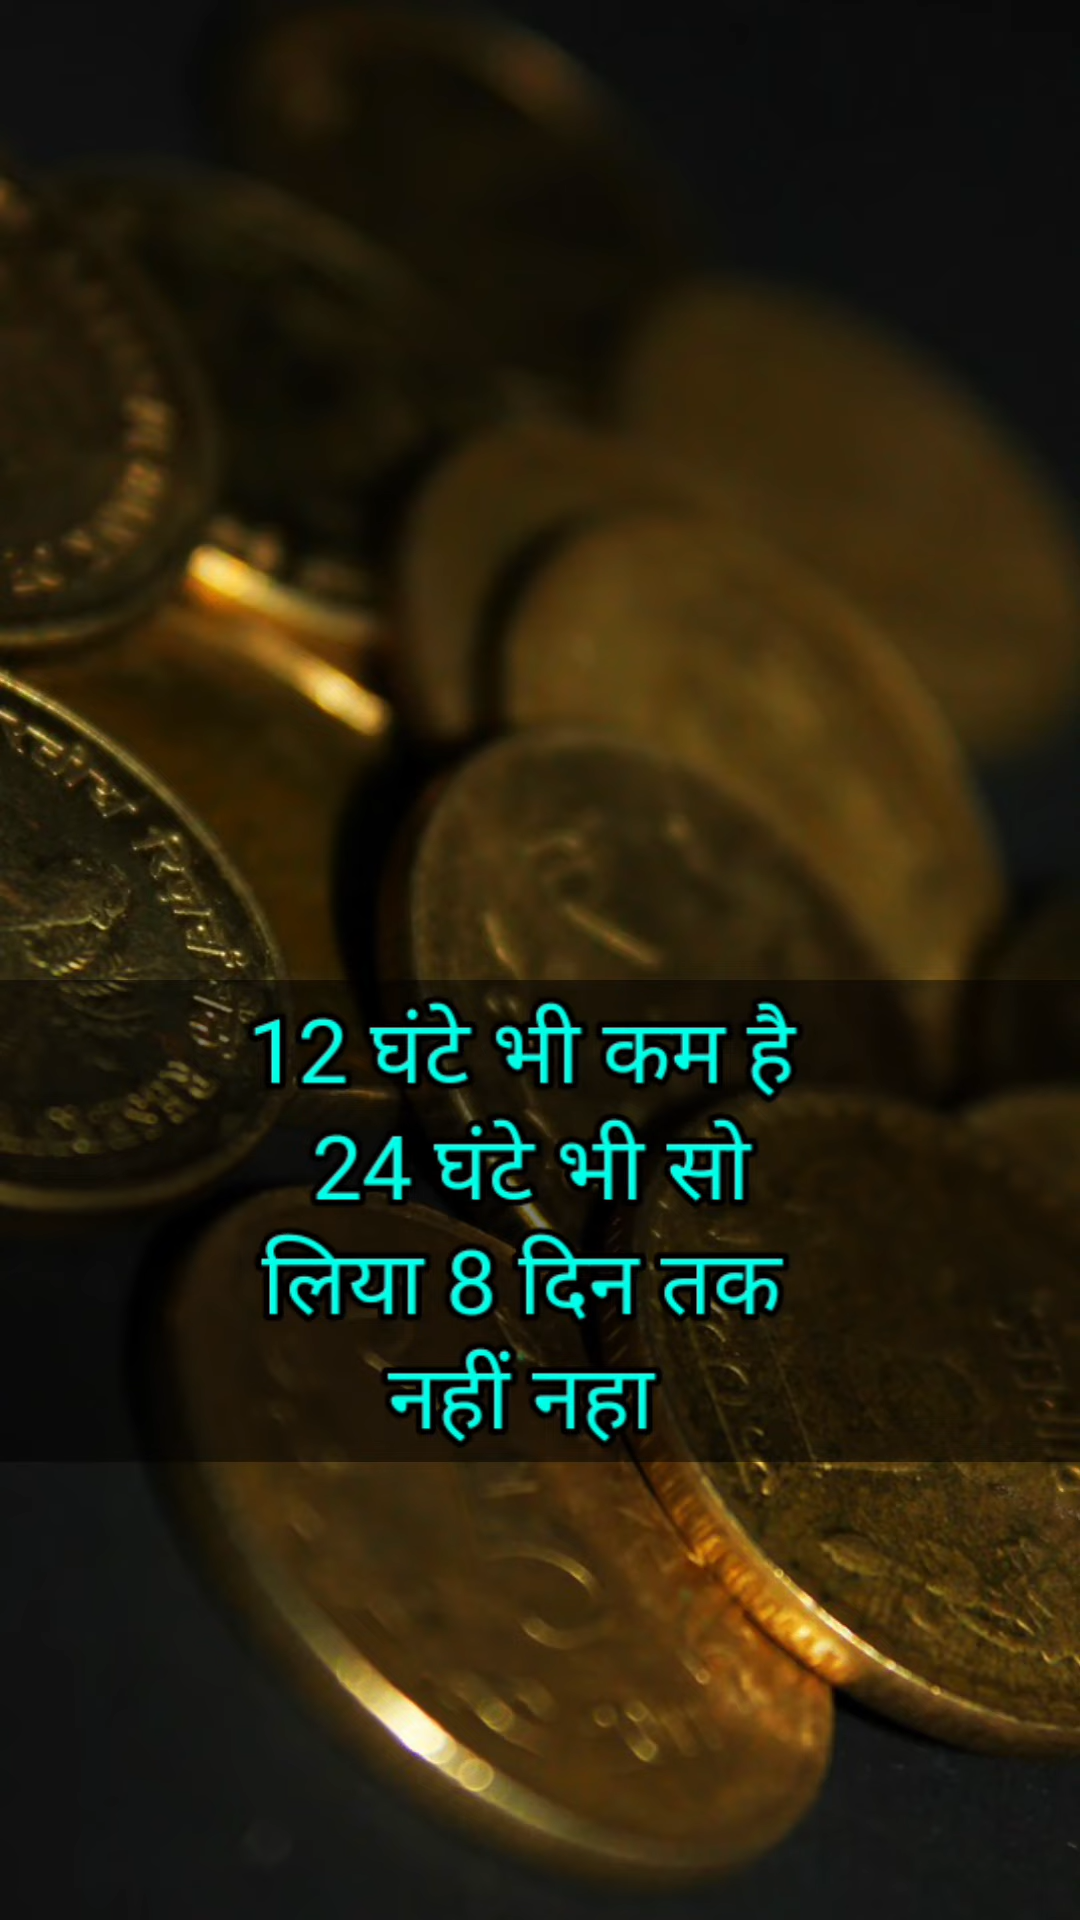 12 घंटे भी कम है
24 घंटे भी सो
लिया 8 दिन तक
नहीं नहा